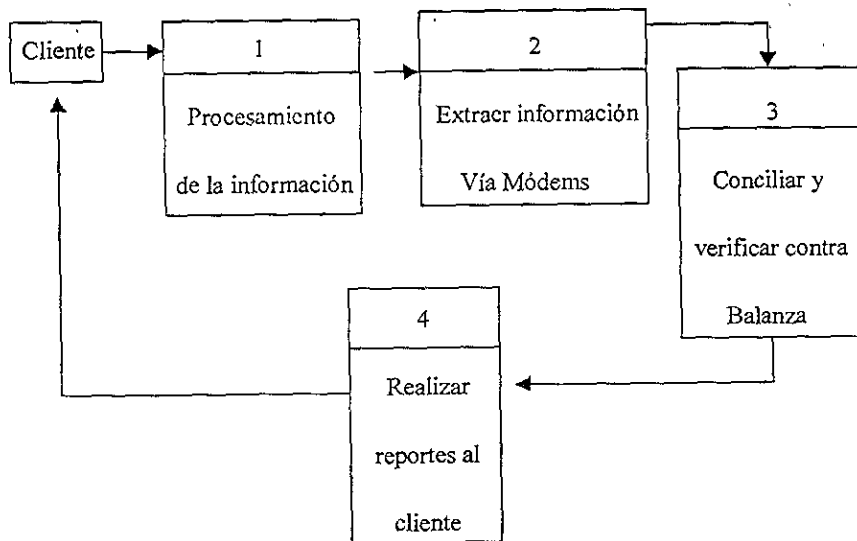 Cliente
1
Procesamiento
de la información
2
Extraer información
Vía Módems
3
Conciliar y
verificar contra
Balanza
4
Realizar
reportes al
cliente